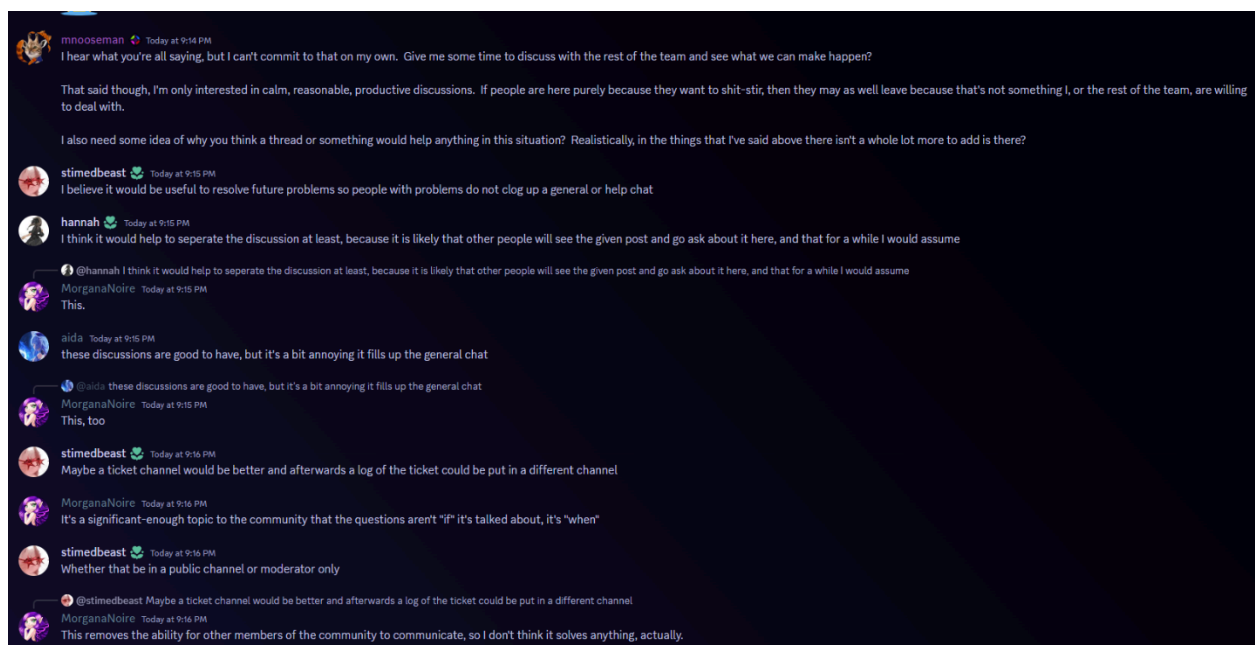 mnooseman Today at 9:14 PM
I hear what you're all saying, but I can't commit to that on my own. Give me some time to discuss with the rest of the team and see what we can make happen?
That said though, I'm only interested in calm, reasonable, productive discussions. If people are here purely because they want to shit-stir, then they may as well leave because that's not something I, or the rest of the team, are willing
to deal with.
I also need some idea of why you think a thread or something would help anything in this situation? Realistically, in the things that I've said above there isn't a whole lot more to add is there?
stimedbeast Today at 9:15 PM
I believe it would be useful to resolve future problems so people with problems do not clog up a general or help chat
hannah Today at 9:15 PM
I think it would help to seperate the discussion at least, because it is likely that other people will see the given post and go ask about it here, and that for a while I would assume
@hannah I think it would help to seperate the discussion at least, because it is likely that other people will see the given post and go ask about it here, and that for a while I would assume
MorganaNoire Today at 9:15 PM
This.
aida Today at 9:15 PM
these discussions are good to have, but it's a bit annoying it fills up the general chat
@aida these discussions are good to have, but it's a bit annoying it fills up the general chat
MorganaNoire Today at 9:15 PM
This, too
stimedbeast Today at 9:16 PM
Maybe a ticket channel would be better and afterwards a log of the ticket could be put in a different channel
MorganaNoire Today at 9:16 PM
It's a significant-enough topic to the community that the questions aren't "if" it's talked about, it's "when"
stimedbeast Today at 9:16 PM
Whether that be in a public channel or moderator only
@stimedbeast Maybe a ticket channel would be better and afterwards a log of the ticket could be put in a different channel
MorganaNoire Today at 9:16 PM
This removes the ability for other members of the community to communicate, so I don't think it solves anything, actually.